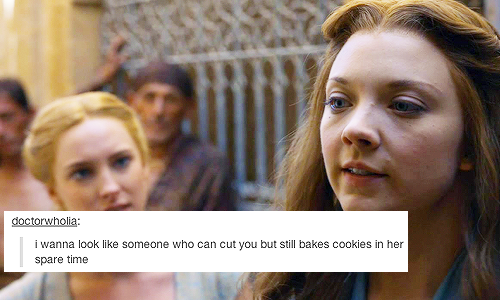 doctorwholia:
i wanna look like someone who can cut you but still bakes cookies in her
spare time